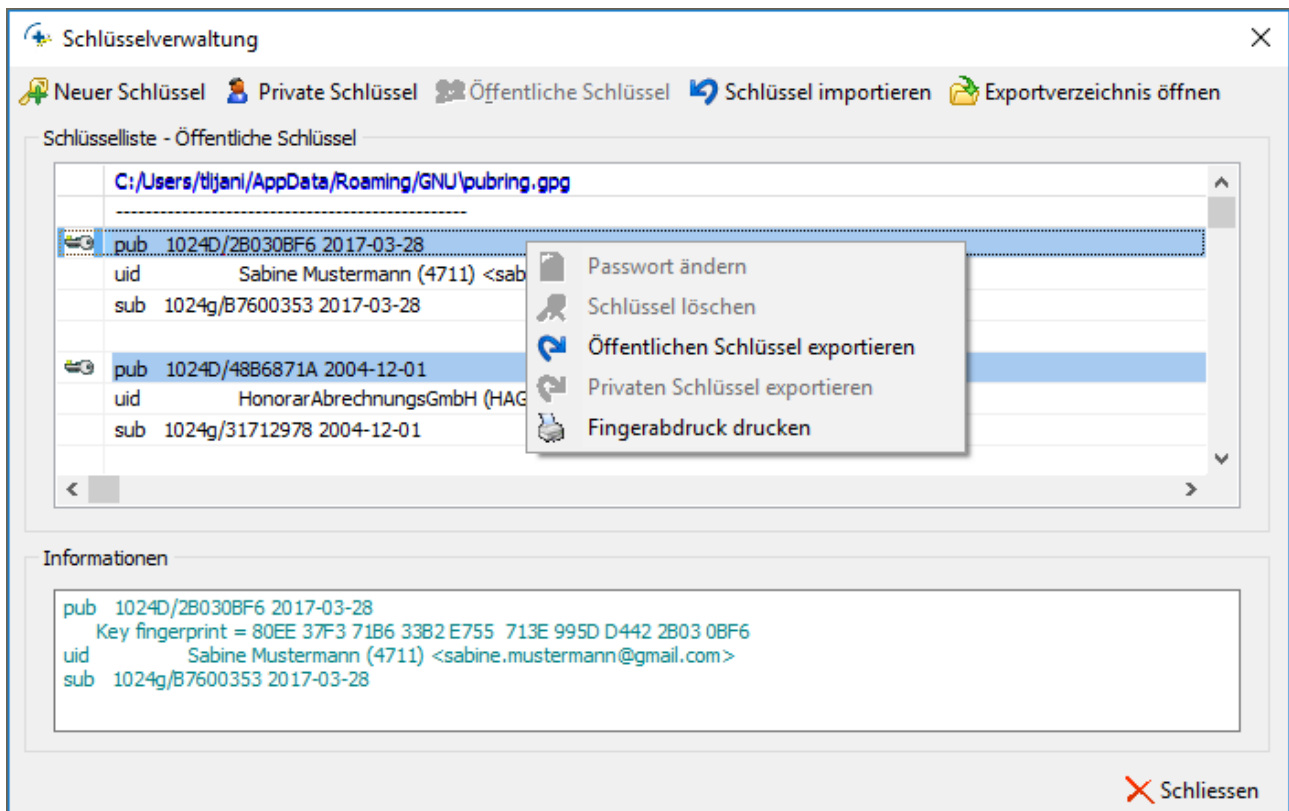 Schlüsselverwaltung
Neuer Schlüssel Private Schlüssel Öffentliche Schlüssel Schlüssel importieren Exportverzeichnis öffnen
Schlüsselliste - Öffentliche Schlüssel
C:/Users/tlijani/AppData/Roaming/GNU\pubring.gpg
------------------------------------------------
pub 1024D/2B030BF6 2017-03-28
uid Sabine Mustermann (4711) <sab
sub 1024g/B7600353 2017-03-28
pub 1024D/48B6871A 2004-12-01
uid HonorarAbrechnungsGmbH (HAG
sub 1024g/31712978 2004-12-01
Passwort ändern
Schlüssel löschen
Öffentlichen Schlüssel exportieren
Privaten Schlüssel exportieren
Fingerabdruck drucken
Informationen
pub 1024D/2B030BF6 2017-03-28
Key fingerprint = 80EE 37F3 71B6 33B2 E755 713E 995D D442 2B03 0BF6
uid Sabine Mustermann (4711) <sabine.mustermann@gmail.com>
sub 1024g/B7600353 2017-03-28
Schliessen